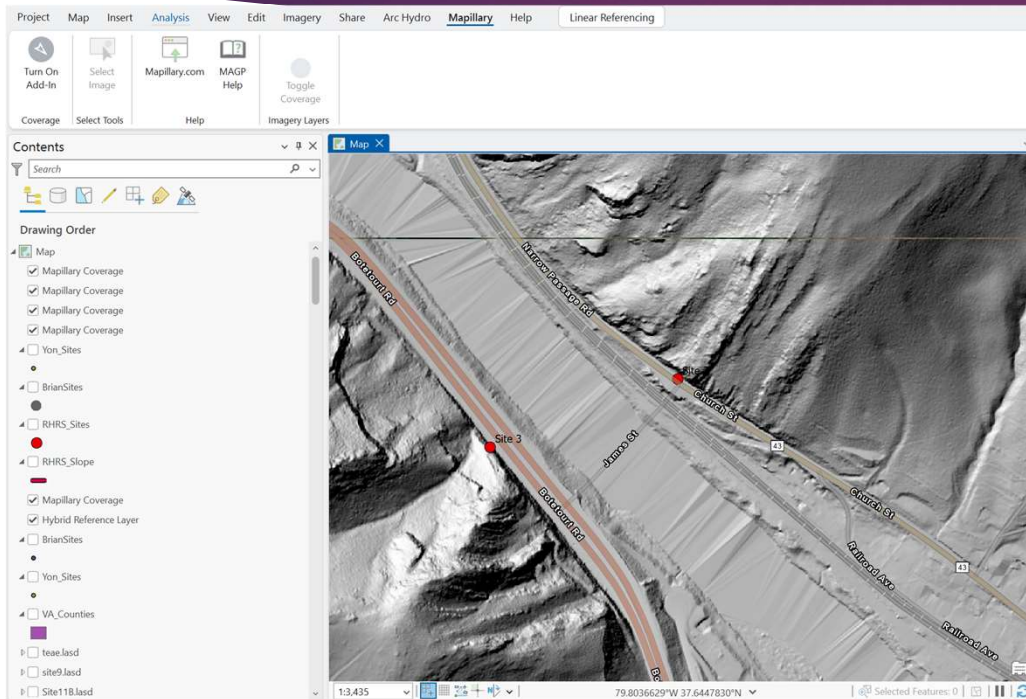 Project Map Insert Analysis View Edit Imagery Share Arc Hydro Mapillary Help Linear Referencing
Turn On
Add-In
Select
Image
Mapillary.com
MAGP
Help
Toggle
Coverage
Coverage
Select Tools
Help
Imagery Layers
Contents
Search
Drawing Order
Map
Mapillary Coverage
Mapillary Coverage
Mapillary Coverage
Mapillary Coverage
Yon_Sites
BrianSites
RHRS_Sites
RHRS_Slope
Mapillary Coverage
Hybrid Reference Layer
BrianSites
Yon_Sites
VA_Counties
teae.lasd
site9.lasd
Site11B.lasd
Map
Botetourt Rd
Narrow Passage Rd
Site
Church St
43
James St
Site 3
Botetourt Rd
Church St
43
Railroad Ave
Railroad Ave
1:3,435
79.8036629°W 37.6447830°N
Selected Features: 0